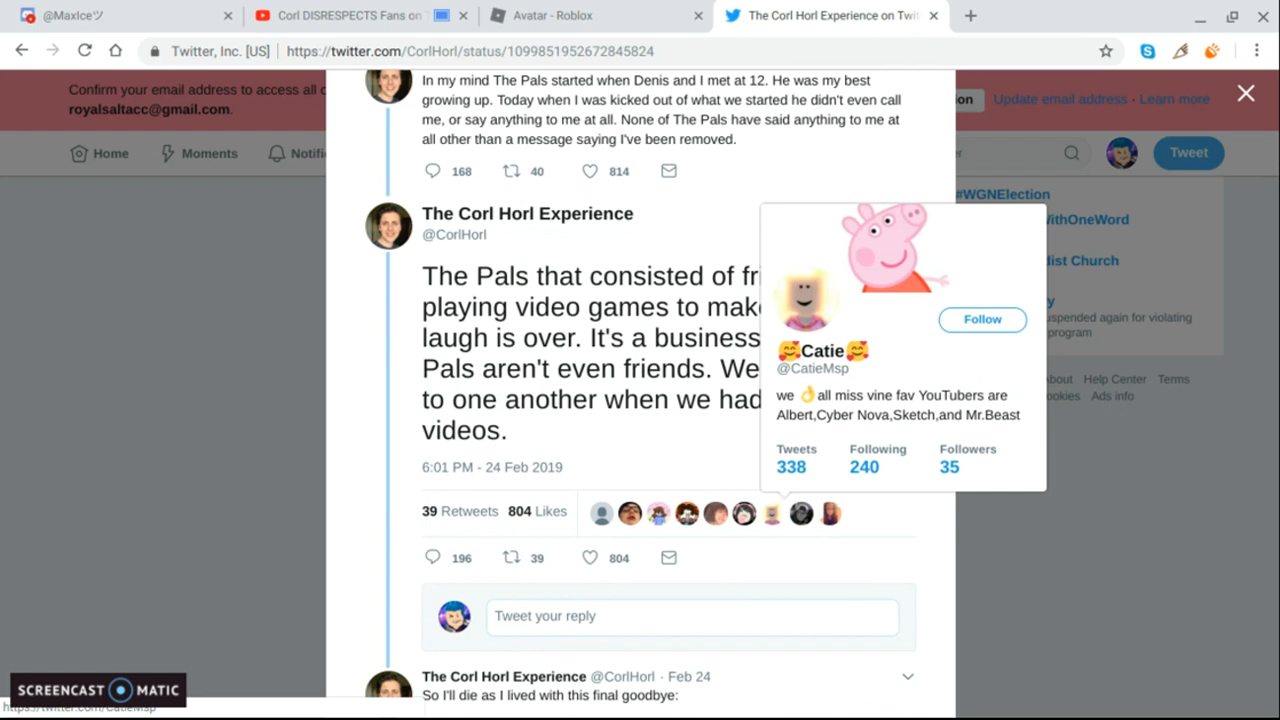 @MaxIceツ
Corl DISRESPECTS Fans on
Avatar - Roblox
The Corl Horl Experience on Twi
Twitter, Inc. [US]
https://twitter.com/CorlHorl/status/1099851952672845824
Confirm your email address to access all
royalsaltacc@gmail.com.
Update email address · Learn more
Home
Moments
Notifi
Tweet
In my mind The Pals started when Denis and I met at 12. He was my best
growing up. Today when I was kicked out of what we started he didn't even call
me, or say anything to me at all. None of The Pals have said anything to me at
all other than a message saying I've been removed.
168
40
814
The Corl Horl Experience
@CorlHorl
The Pals that consisted of fri
playing video games to make
laugh is over. It's a business
Pals aren't even friends. We
to one another when we had
videos.
6:01 PM - 24 Feb 2019
39 Retweets 804 Likes
196
39
804
Tweet your reply
The Corl Horl Experience @CorlHorl · Feb 24
So I'll die as I lived with this final goodbye:
Follow
🥰Catie🥰
@CatieMsp
we 👌all miss vine fav YouTubers are
Albert,Cyber Nova,Sketch,and Mr.Beast
Tweets
338
Following
240
Followers
35
#WGNElection
WithOneWord
dist Church
uspended again for violating
program
About Help Center Terms
ookies Ads info
SCREENCAST MATIC
https://twitter.com/CatieMsp